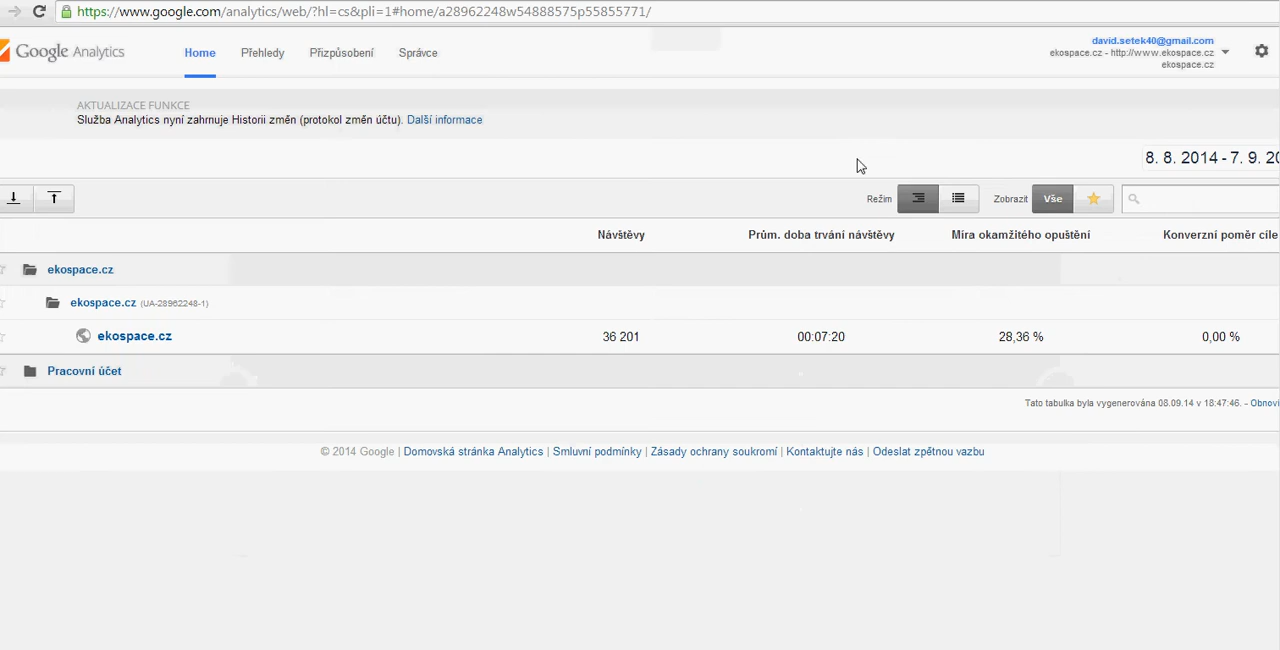 https://www.google.com/analytics/web/?hl=cs&pli=1#home/a28962248w54888575p55855771/
Google Analytics
Home Přehledy Přizpůsobení Správce
david.setek40@gmail.com
ekospace.cz - http://www.ekospace.cz
ekospace.cz
AKTUALIZACE FUNKCE
Služba Analytics nyní zahrnuje Historii změn (protokol změn účtu). Další informace
8. 8. 2014 - 7. 9. 20
Režim Zobrazit Vše
Návštěvy Prům. doba trvání návštěvy Míra okamžitého opuštění Konverzní poměr cíle
ekospace.cz
ekospace.cz (UA-28962248-1)
ekospace.cz 36 201 00:07:20 28,36 % 0,00 %
Pracovní účet
Tato tabulka byla vygenerována 08.09.14 v 18:47:46. - Obnovi
© 2014 Google | Domovská stránka Analytics | Smluvní podmínky | Zásady ochrany soukromí | Kontaktujte nás | Odeslat zpětnou vazbu